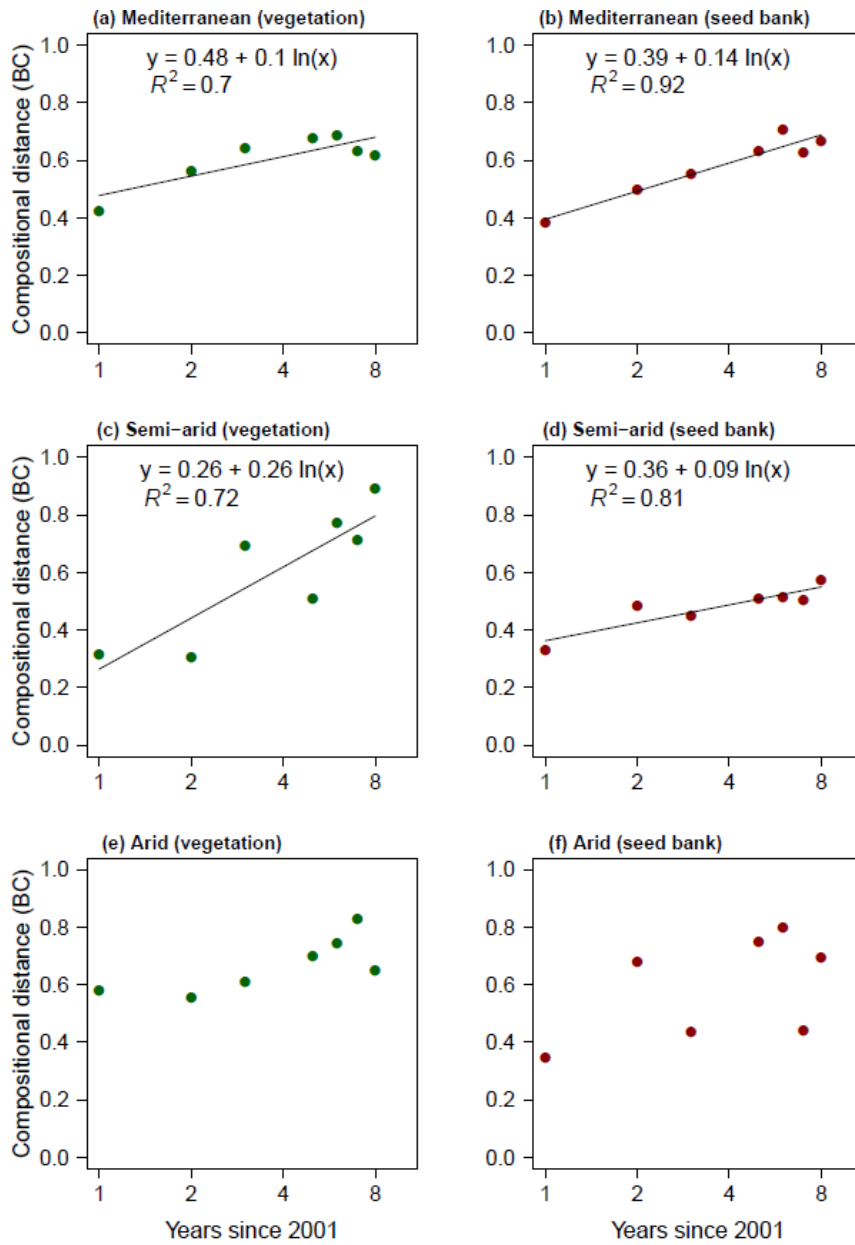 (a) Mediterranean (vegetation)
y = 0.48 + 0.1 ln(x)
R² = 0.7
Compositional distance (BC)
1.0
0.8
0.6
0.4
0.2
0.0
1 2 4 8
(b) Mediterranean (seed bank)
y = 0.39 + 0.14 ln(x)
R² = 0.92
1.0
0.8
0.6
0.4
0.2
0.0
1 2 4 8
(c) Semi−arid (vegetation)
y = 0.26 + 0.26 ln(x)
R² = 0.72
Compositional distance (BC)
1.0
0.8
0.6
0.4
0.2
0.0
1 2 4 8
(d) Semi−arid (seed bank)
y = 0.36 + 0.09 ln(x)
R² = 0.81
1.0
0.8
0.6
0.4
0.2
0.0
1 2 4 8
(e) Arid (vegetation)
Compositional distance (BC)
1.0
0.8
0.6
0.4
0.2
0.0
1 2 4 8
Years since 2001
(f) Arid (seed bank)
1.0
0.8
0.6
0.4
0.2
0.0
1 2 4 8
Years since 2001